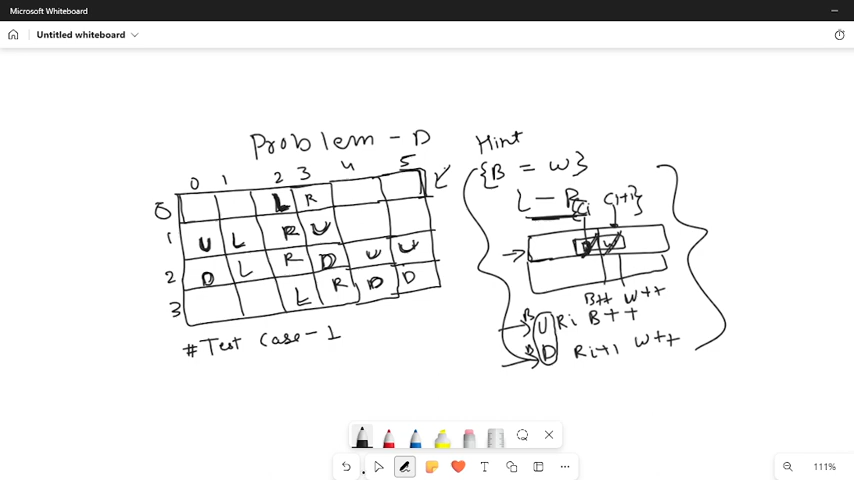 Microsoft Whiteboard
Untitled whiteboard
Problem - D
0 1 2 3 4 5
0 L R
1 U L R U
2 D L R D U U
3 L R D D
#Test Case - 1
Hint
{B = W}
L - R
{i i+1}
B++ W++
B U Ri B++
D Ri+1 W++
111%